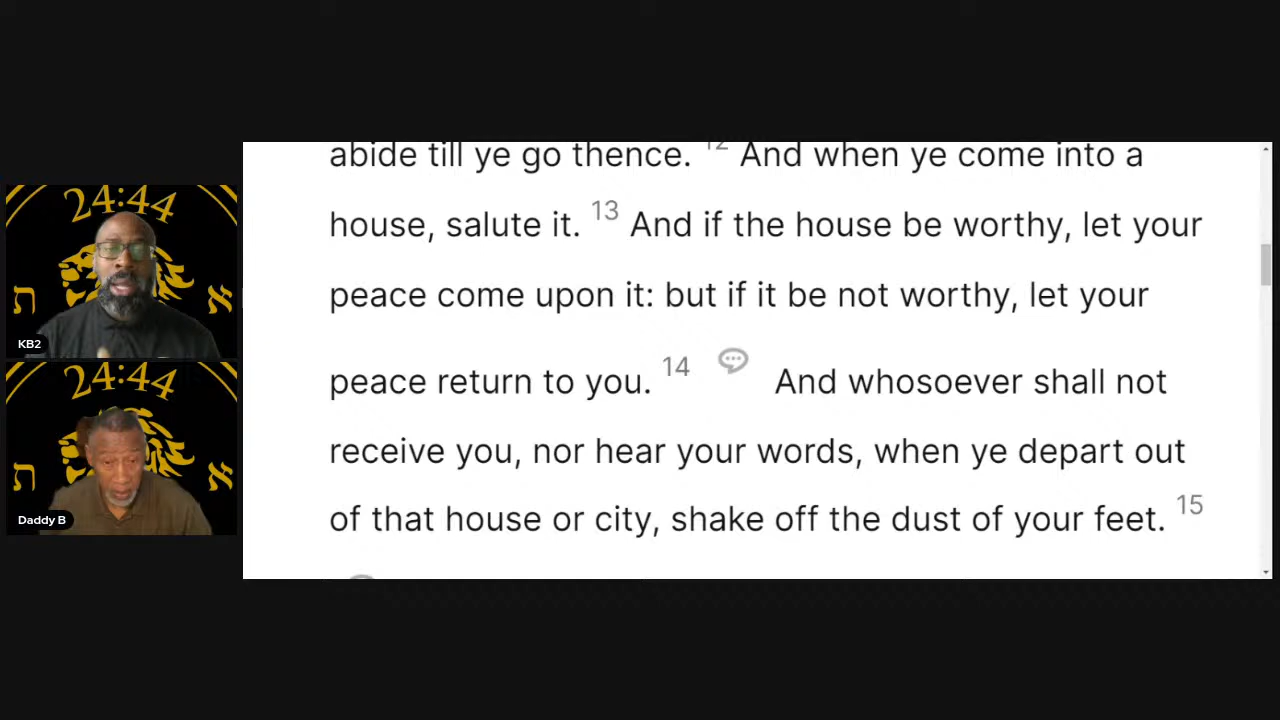 24:44
ת
א
KB2
24:44
ת
א
Daddy B
abide till ye go thence. 12 And when ye come into a
house, salute it. 13 And if the house be worthy, let your
peace come upon it: but if it be not worthy, let your
peace return to you. 14 And whosoever shall not
receive you, nor hear your words, when ye depart out
of that house or city, shake off the dust of your feet. 15